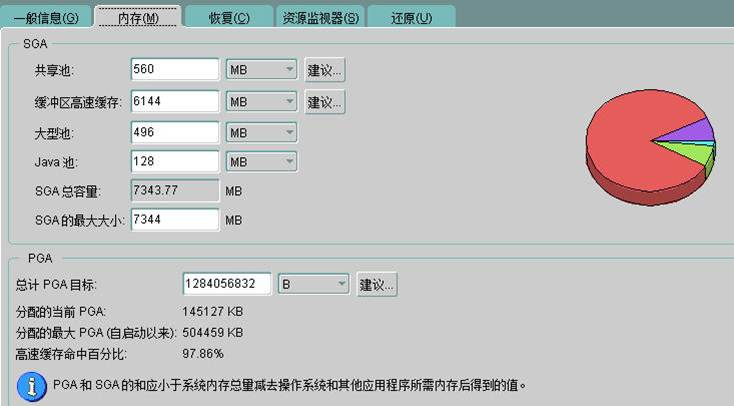 一般信息(G) 内存(M) 恢复(C) 资源监视器(S) 还原(U)
SGA
共享池: 560 MB 建议...
缓冲区高速缓存: 6144 MB 建议...
大型池: 496 MB
Java 池: 128 MB
SGA 总容量: 7343.77 MB
SGA 的最大大小: 7344 MB
PGA
总计 PGA 目标: 1284056832 B 建议...
分配的当前 PGA: 145127 KB
分配的最大 PGA (自启动以来): 504459 KB
高速缓存命中百分比: 97.86%
PGA 和 SGA 的和应小于系统内存总量减去操作系统和其他应用程序所需内存后得到的值。